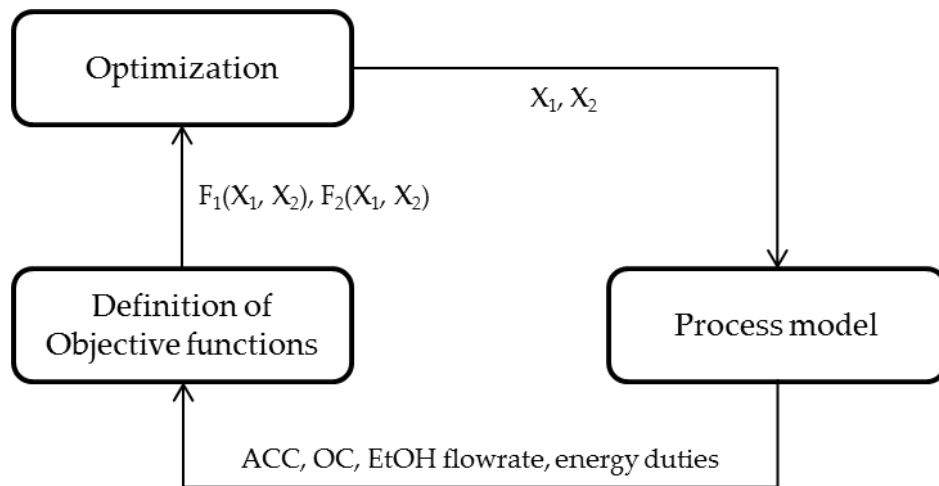 Optimization
X₁, X₂
F₁(X₁, X₂), F₂(X₁, X₂)
Definition of
Objective functions
Process model
ACC, OC, EtOH flowrate, energy duties